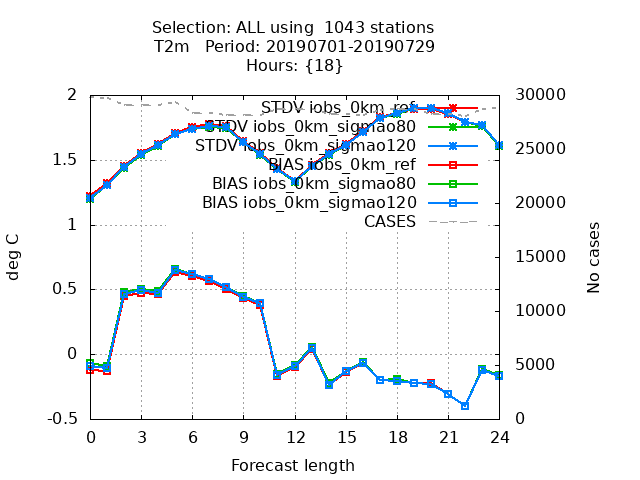 Selection: ALL using  1043 stations
T2m   Period: 20190701-20190729
Hours: {18}
2
1.5
1
0.5
0
-0.5
deg C
30000
25000
20000
15000
10000
5000
0
No cases
STDV iobs_0km_ref
STDV iobs_0km_sigmao80
STDV iobs_0km_sigmao120
BIAS iobs_0km_ref
BIAS iobs_0km_sigmao80
BIAS iobs_0km_sigmao120
CASES
0 3 6 9 12 15 18 21 24
Forecast length